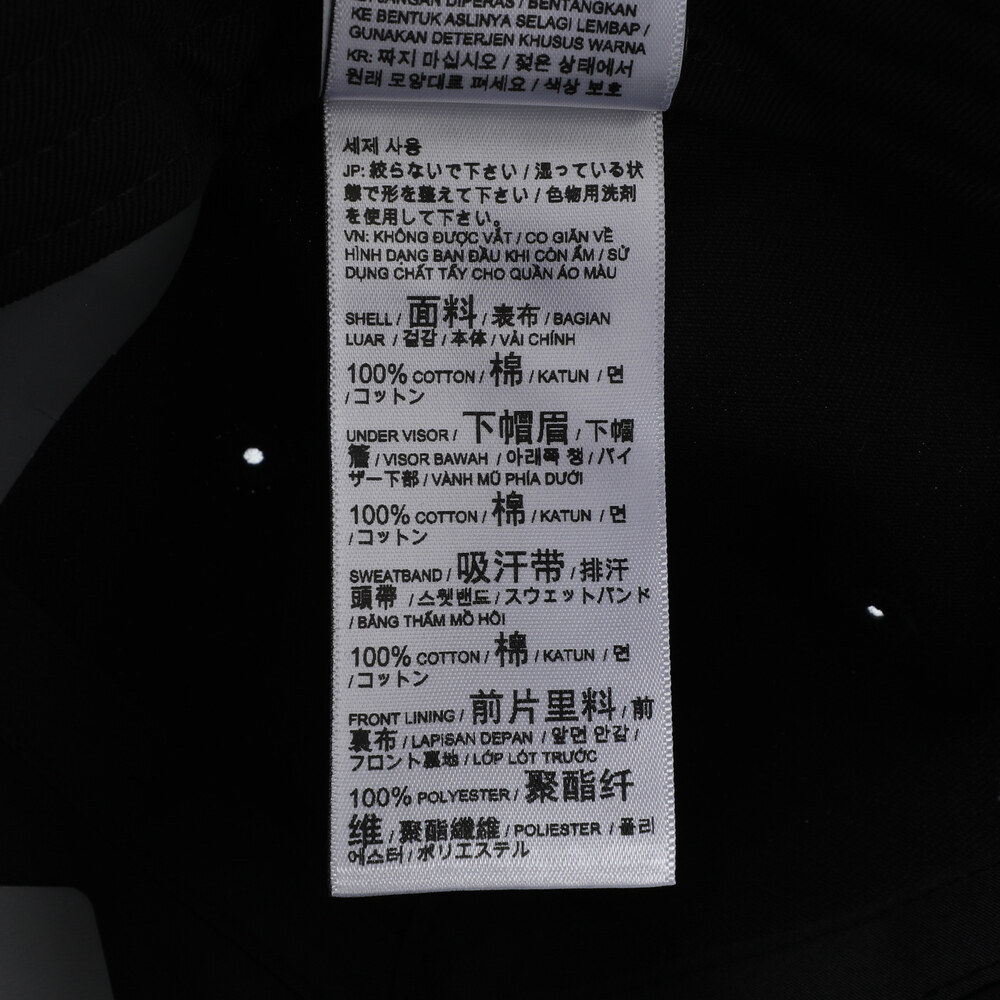 DIPERAS / BENTANGKAN
KE BENTUK ASLINYA SELAGI LEMBAP /
GUNAKAN DETERJEN KHUSUS WARNA
KR: 짜지 마십시오 / 젖은 상태에서
원래 모양대로 펴세요 / 색상 보호
세제 사용
JP: 絞らないで下さい / 湿っている状
態で形を整えて下さい / 色物用洗剤
を使用して下さい。
VN: KHÔNG ĐƯỢC VẮT / CO GIÃN VỀ
HÌNH DẠNG BAN ĐẦU KHI CÒN ẨM / SỬ
DỤNG CHẤT TẨY CHO QUẦN ÁO MÀU
SHELL / 面料 / 表布 / BAGIAN
LUAR / 겉감 / 本体 / VẢI CHÍNH
100% COTTON / 棉 / KATUN / 면
/ コットン
UNDER VISOR / 下帽眉 / 下帽
簷 / VISOR BAWAH / 아래쪽 챙 / バイ
ザー下部 / VÀNH MŨ PHÍA DƯỚI
100% COTTON / 棉 / KATUN / 면
/ コットン
SWEATBAND / 吸汗带 / 排汗
頭帶 / 스웻밴드 / スウェットバンド
/ BĂNG THẤM MỒ HÔI
100% COTTON / 棉 / KATUN / 면
/ コットン
FRONT LINING / 前片里料 / 前
裏布 / LAPISAN DEPAN / 앞면 안감 /
フロント裏地 / LỚP LÓT TRƯỚC
100% POLYESTER / 聚酯纤
维 / 聚酯纖維 / POLIESTER / 폴리
에스터 / ポリエステル